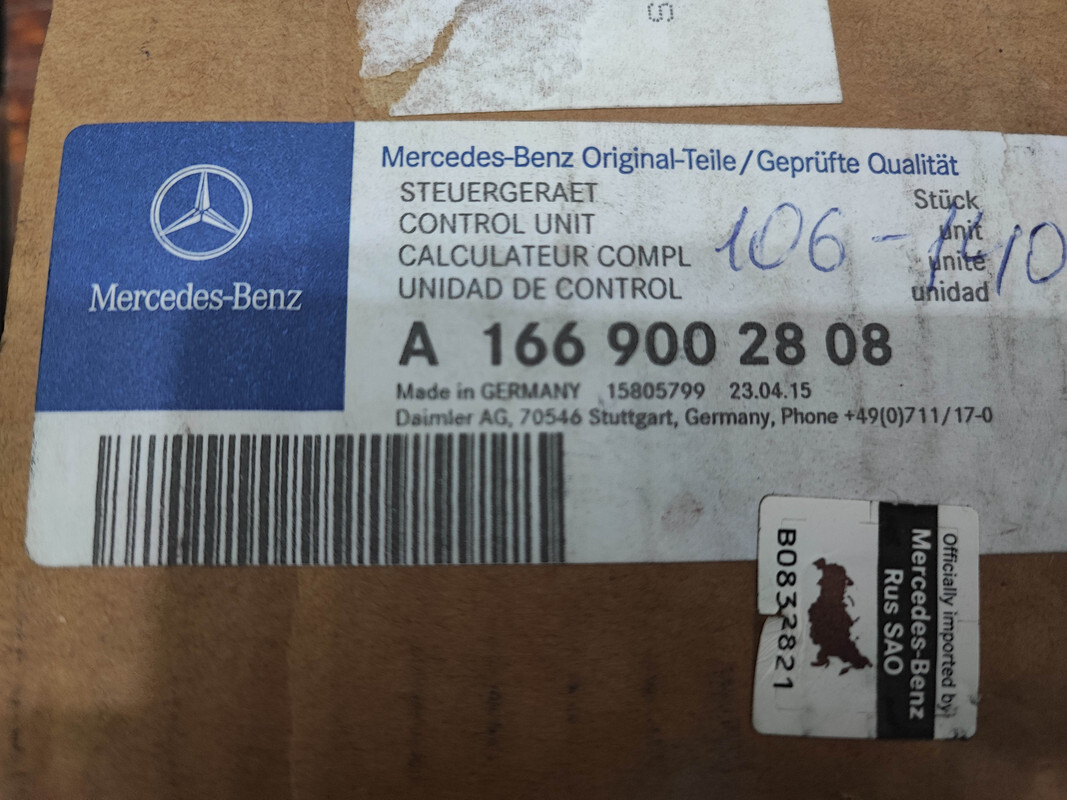 S
Mercedes-Benz Original-Teile/Geprüfte Qualität
STEUERGERAET Stück
CONTROL UNIT unit
CALCULATEUR COMPL unité
UNIDAD DE CONTROL unidad
106-
Mercedes-Benz
A 166 900 28 08
Made in GERMANY 15805799 23.04.15
Daimler AG, 70546 Stuttgart, Germany, Phone +49(0)711/17-0
Officially imported by
Mercedes-Benz
Rus SAO
B0832821